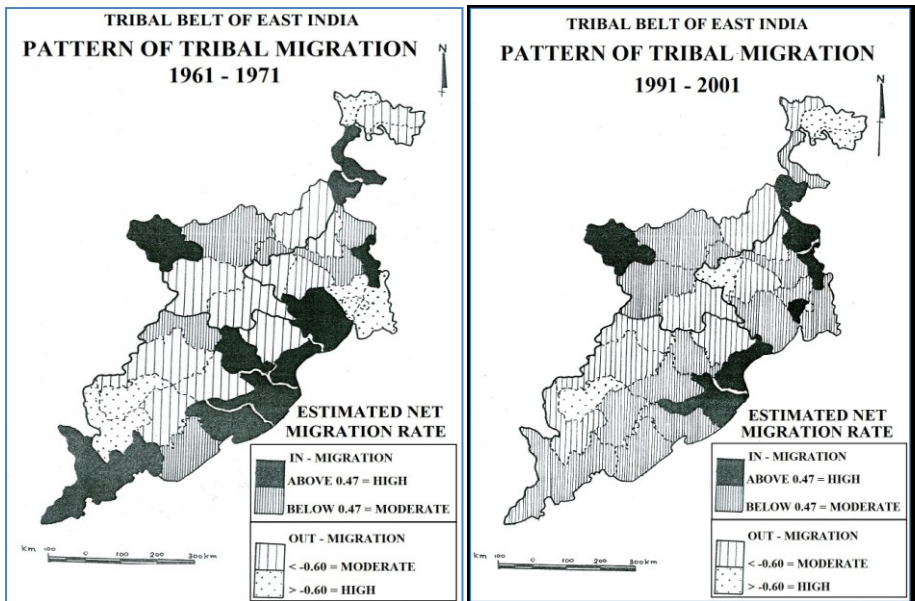 TRIBAL BELT OF EAST INDIA
PATTERN OF TRIBAL MIGRATION
1961 - 1971
N
ESTIMATED NET
MIGRATION RATE
IN - MIGRATION
ABOVE 0.47 = HIGH
BELOW 0.47 = MODERATE
OUT - MIGRATION
< -0.60 = MODERATE
> -0.60 = HIGH
km 100 0 100 200 300km
TRIBAL BELT OF EAST INDIA
PATTERN OF TRIBAL MIGRATION
1991 - 2001
N
ESTIMATED NET
MIGRATION RATE
IN - MIGRATION
ABOVE 0.47 = HIGH
BELOW 0.47 = MODERATE
OUT - MIGRATION
< -0.60 = MODERATE
> -0.60 = HIGH
km 100 0 100 200 300km